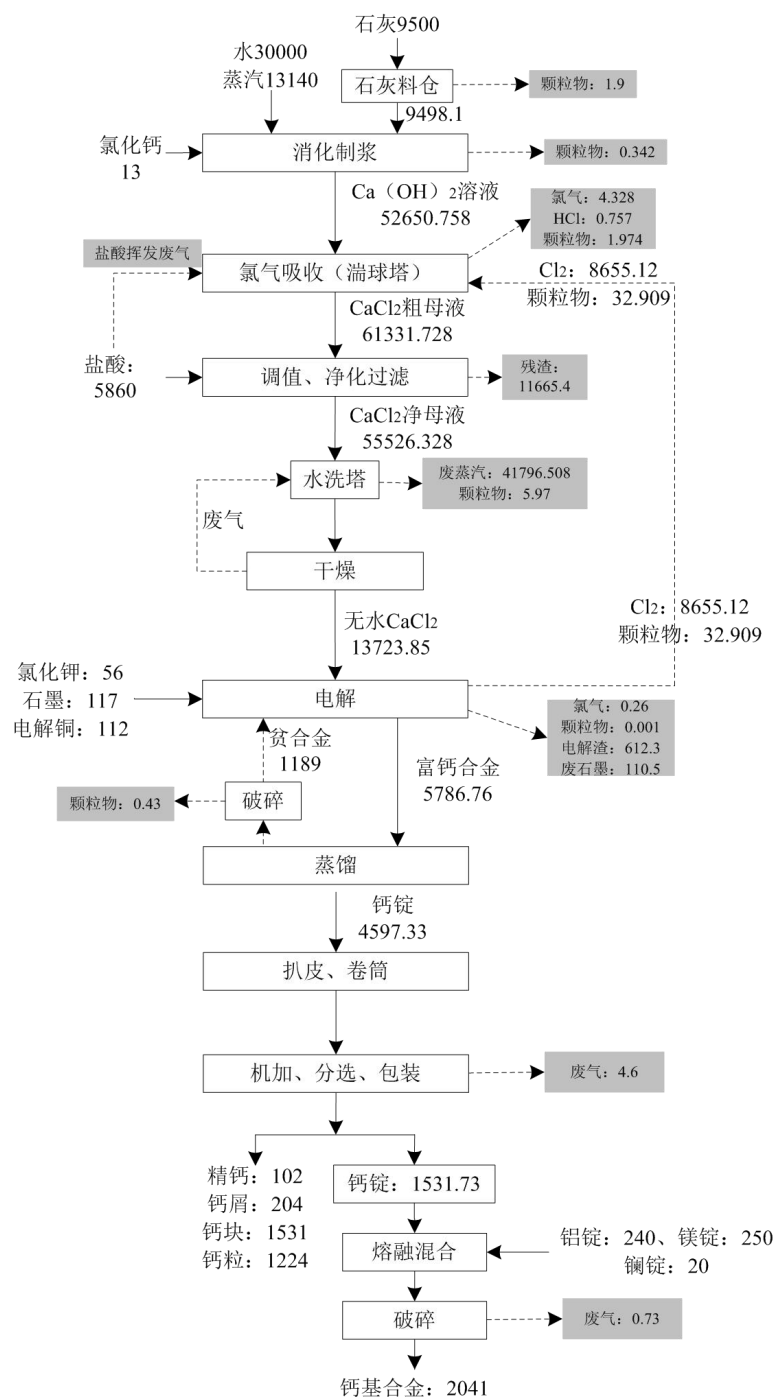 石灰9500
水30000
蒸汽13140
石灰料仓
颗粒物：1.9
9498.1
氯化钙
13
消化制浆
颗粒物：0.342
Ca（OH）2溶液
52650.758
氯气：4.328
HCl：0.757
颗粒物：1.974
盐酸挥发废气
氯气吸收（湍球塔）
Cl2：8655.12
颗粒物：32.909
CaCl2粗母液
61331.728
盐酸：
5860
调值、净化过滤
残渣：
11665.4
CaCl2净母液
55526.328
水洗塔
废蒸汽：41796.508
颗粒物：5.97
废气
干燥
无水CaCl2
13723.85
Cl2：8655.12
颗粒物：32.909
氯化钾：56
石墨：117
电解铜：112
电解
氯气：0.26
颗粒物：0.001
电解渣：612.3
废石墨：110.5
贫合金
1189
富钙合金
5786.76
颗粒物：0.43
破碎
蒸馏
钙锭
4597.33
扒皮、卷筒
机加、分选、包装
废气：4.6
精钙：102
钙屑：204
钙块：1531
钙粒：1224
钙锭：1531.73
熔融混合
铝锭：240、镁锭：250
镧锭：20
破碎
废气：0.73
钙基合金：2041